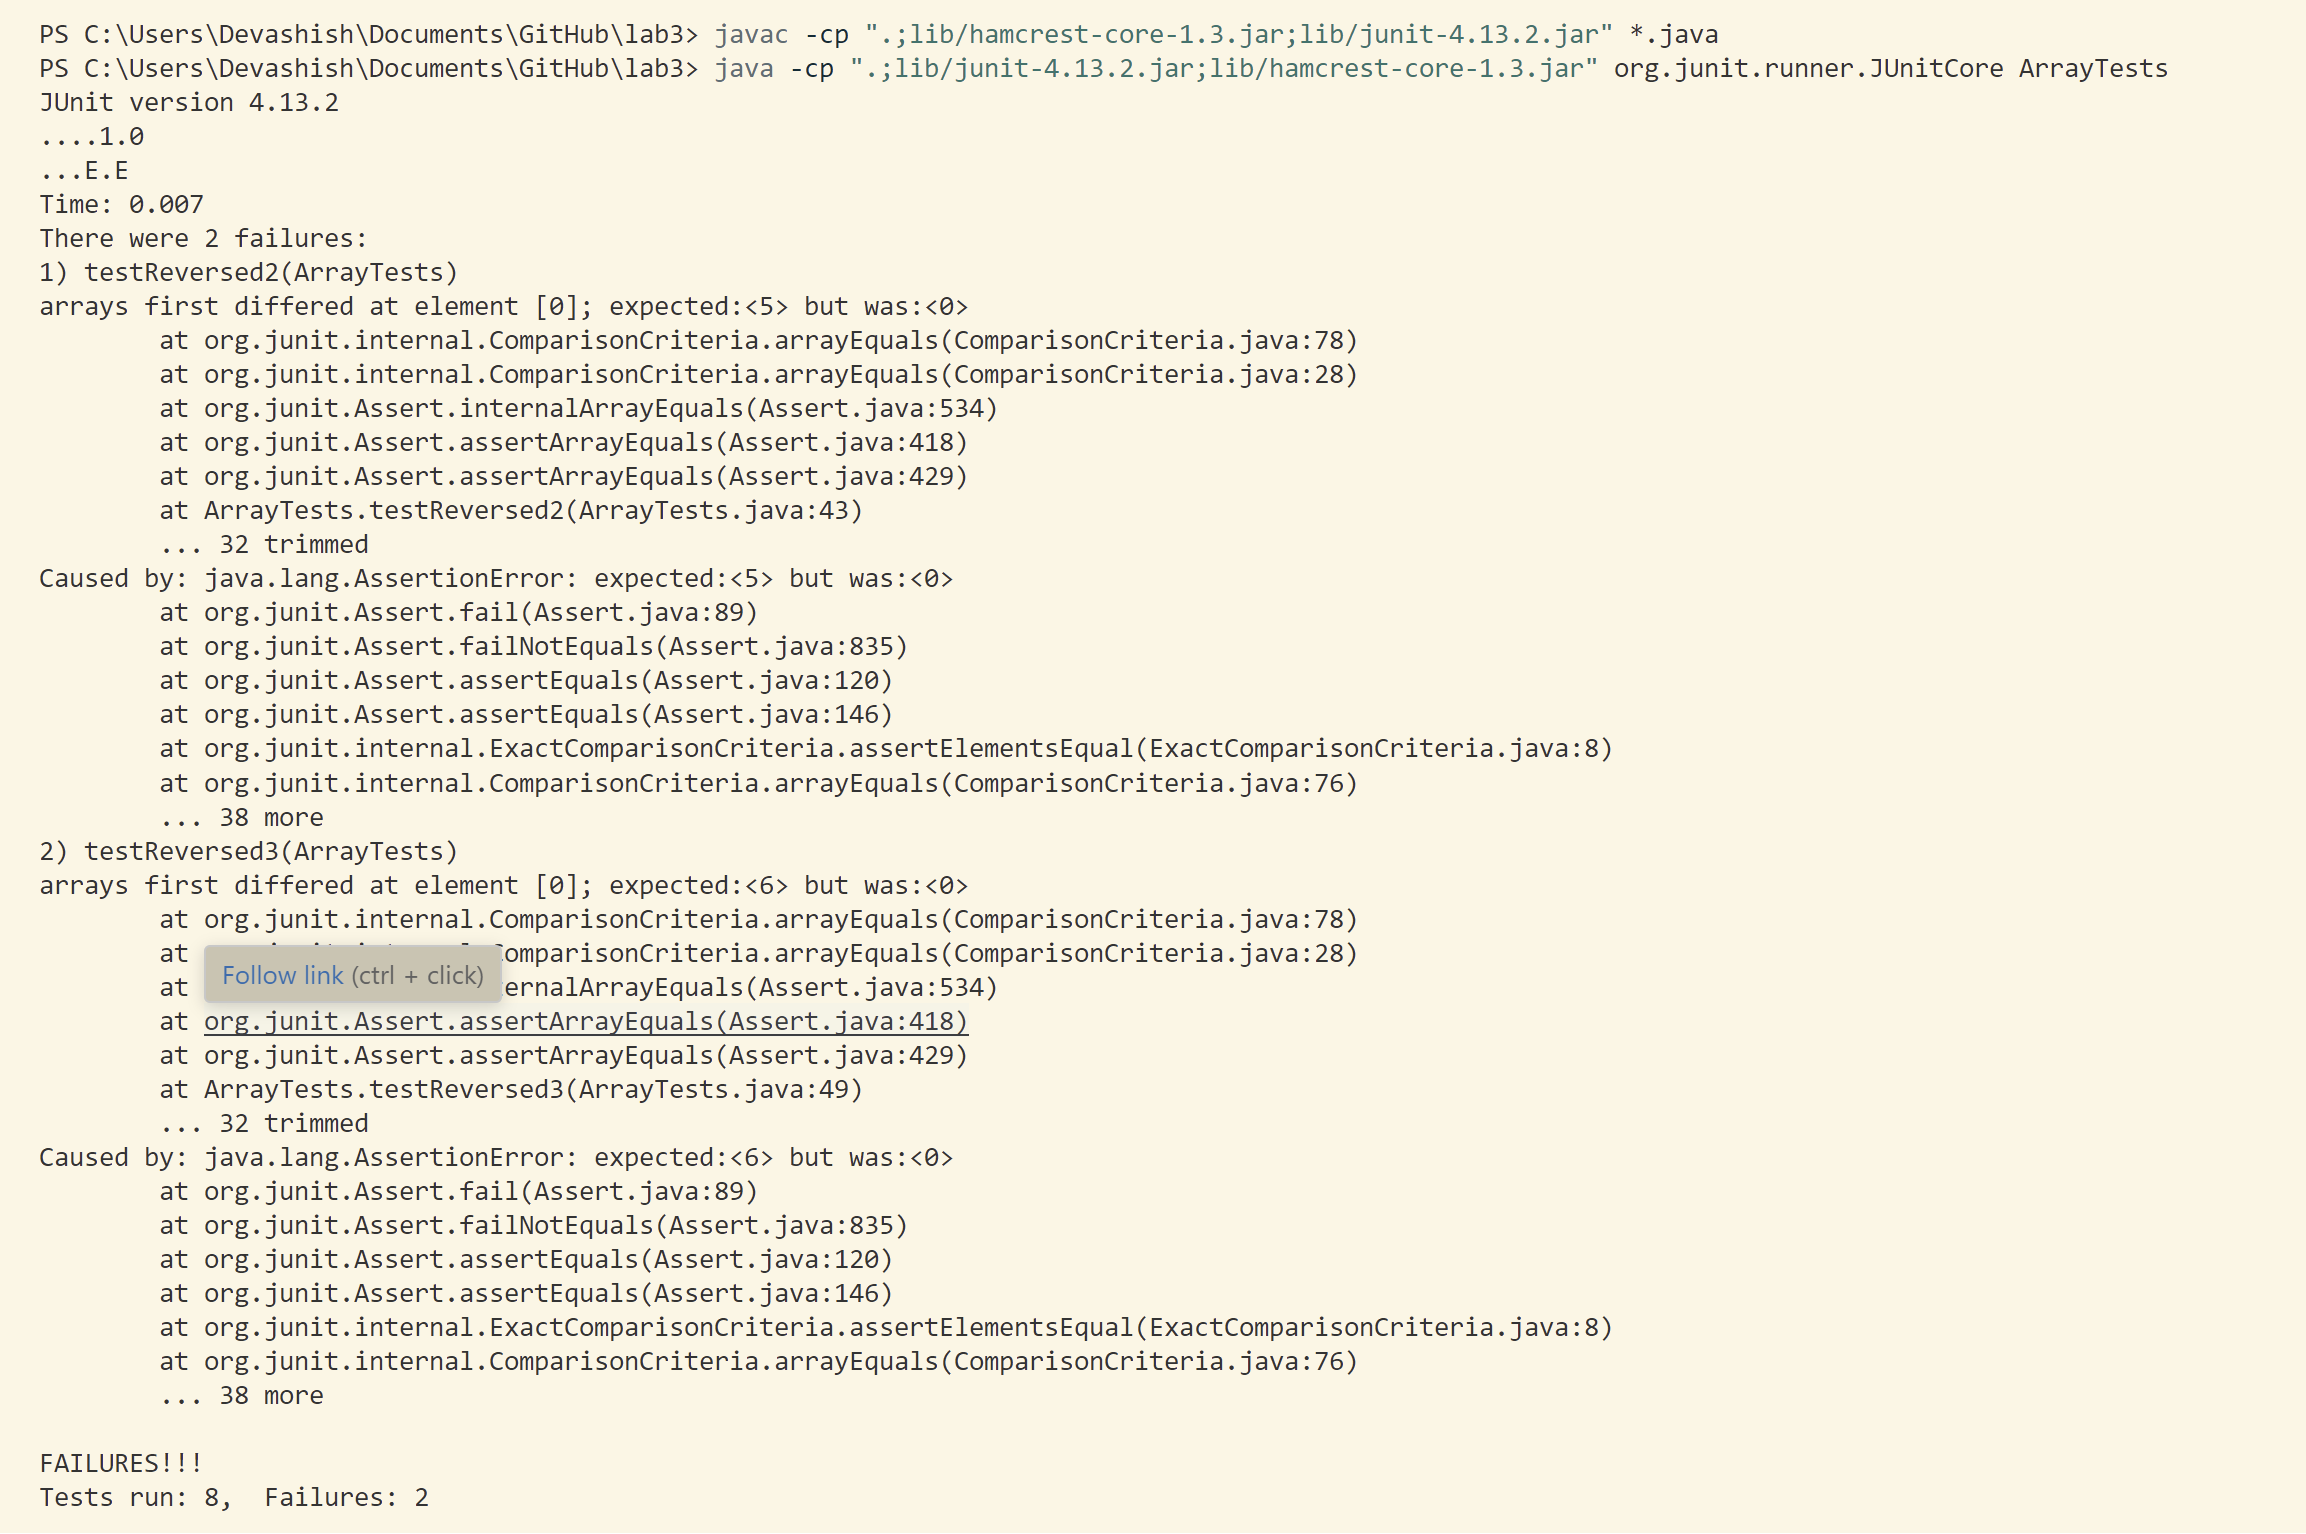 PS C:\Users\Devashish\Documents\GitHub\lab3> javac -cp ".;lib/hamcrest-core-1.3.jar;lib/junit-4.13.2.jar" *.java
PS C:\Users\Devashish\Documents\GitHub\lab3> java -cp ".;lib/junit-4.13.2.jar;lib/hamcrest-core-1.3.jar" org.junit.runner.JUnitCore ArrayTests
JUnit version 4.13.2
....1.0
...E.E
Time: 0.007
There were 2 failures:
1) testReversed2(ArrayTests)
arrays first differed at element [0]; expected:<5> but was:<0>
        at org.junit.internal.ComparisonCriteria.arrayEquals(ComparisonCriteria.java:78)
        at org.junit.internal.ComparisonCriteria.arrayEquals(ComparisonCriteria.java:28)
        at org.junit.Assert.internalArrayEquals(Assert.java:534)
        at org.junit.Assert.assertArrayEquals(Assert.java:418)
        at org.junit.Assert.assertArrayEquals(Assert.java:429)
        at ArrayTests.testReversed2(ArrayTests.java:43)
        ... 32 trimmed
Caused by: java.lang.AssertionError: expected:<5> but was:<0>
        at org.junit.Assert.fail(Assert.java:89)
        at org.junit.Assert.failNotEquals(Assert.java:835)
        at org.junit.Assert.assertEquals(Assert.java:120)
        at org.junit.Assert.assertEquals(Assert.java:146)
        at org.junit.internal.ExactComparisonCriteria.assertElementsEqual(ExactComparisonCriteria.java:8)
        at org.junit.internal.ComparisonCriteria.arrayEquals(ComparisonCriteria.java:76)
        ... 38 more
2) testReversed3(ArrayTests)
arrays first differed at element [0]; expected:<6> but was:<0>
        at org.junit.internal.ComparisonCriteria.arrayEquals(ComparisonCriteria.java:78)
        at omparisonCriteria.arrayEquals(ComparisonCriteria.java:28)
Follow link (ctrl + click)
        at ernalArrayEquals(Assert.java:534)
        at org.junit.Assert.assertArrayEquals(Assert.java:418)
        at org.junit.Assert.assertArrayEquals(Assert.java:429)
        at ArrayTests.testReversed3(ArrayTests.java:49)
        ... 32 trimmed
Caused by: java.lang.AssertionError: expected:<6> but was:<0>
        at org.junit.Assert.fail(Assert.java:89)
        at org.junit.Assert.failNotEquals(Assert.java:835)
        at org.junit.Assert.assertEquals(Assert.java:120)
        at org.junit.Assert.assertEquals(Assert.java:146)
        at org.junit.internal.ExactComparisonCriteria.assertElementsEqual(ExactComparisonCriteria.java:8)
        at org.junit.internal.ComparisonCriteria.arrayEquals(ComparisonCriteria.java:76)
        ... 38 more
FAILURES!!!
Tests run: 8,  Failures: 2